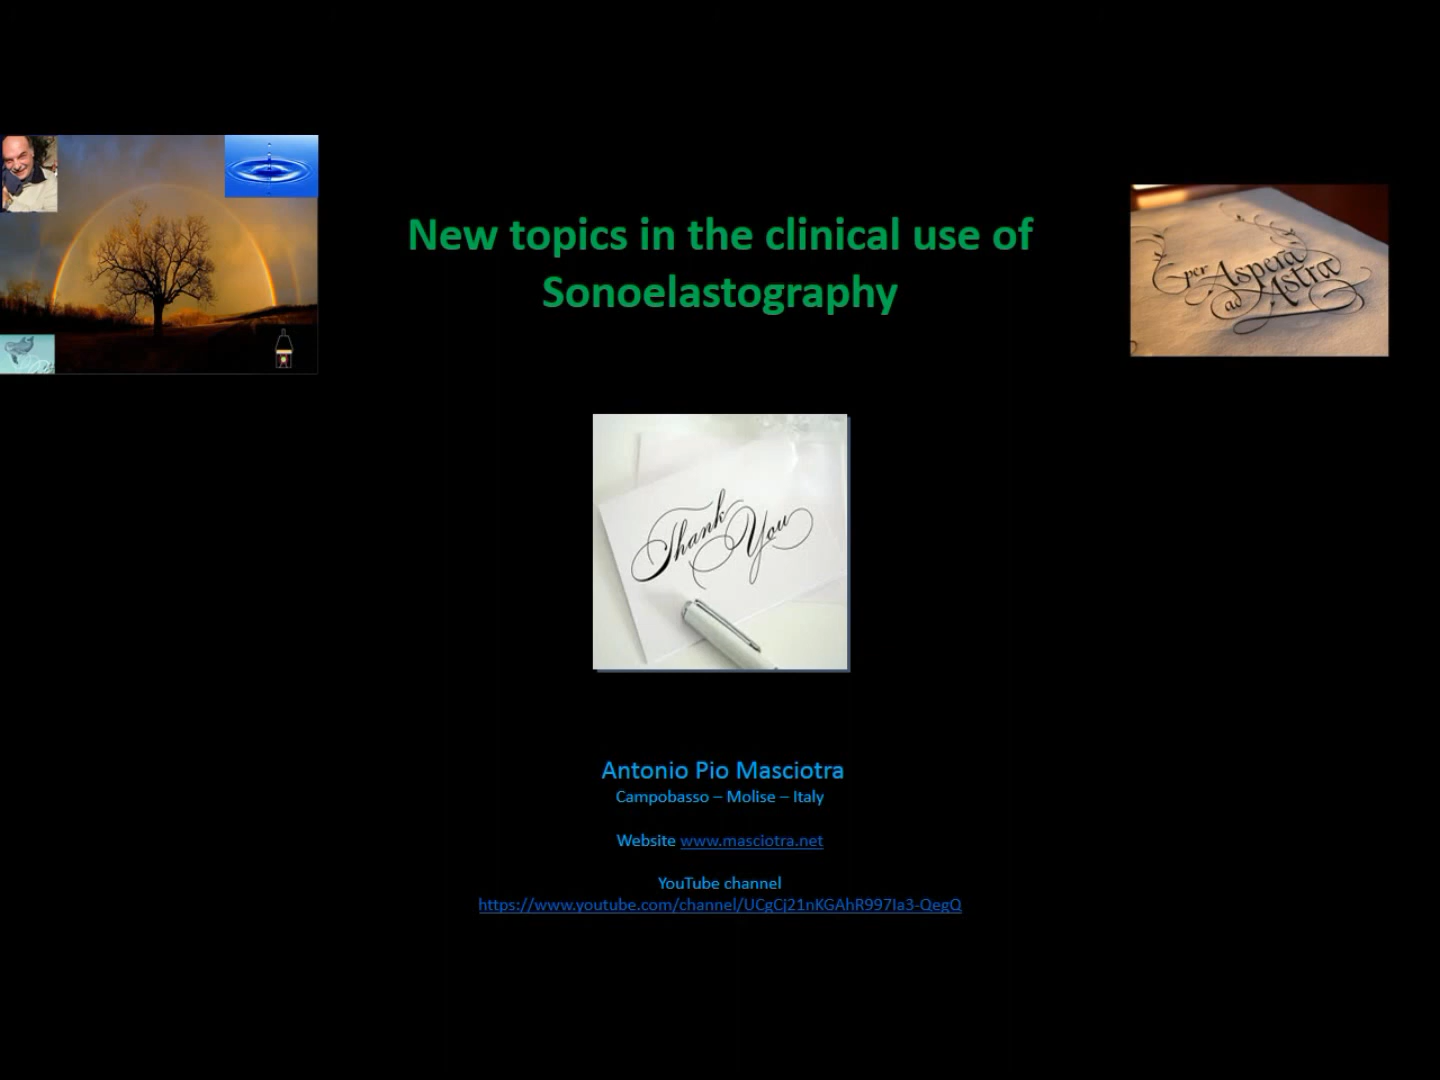 New topics in the clinical use of
Sonoelastography
per Aspera
ad Astra
Thank You
Antonio Pio Masciotra
Campobasso – Molise – Italy
Website www.masciotra.net
YouTube channel
https://www.youtube.com/channel/UCgCj21nKGAhR997Ia3-QegQ